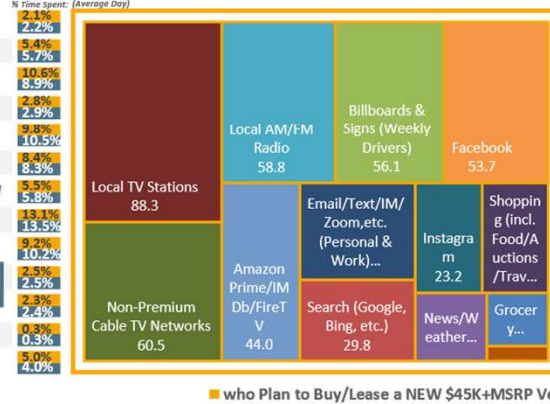 % Time Spent: (Average Day)
2.1%
2.2%
5.4%
5.7%
10.6%
8.9%
2.8%
2.9%
9.8%
10.5%
8.4%
8.3%
5.5%
5.8%
13.1%
13.5%
9.2%
10.2%
2.5%
2.5%
2.3%
2.4%
0.3%
0.3%
5.0%
4.0%
Local TV Stations
88.3
Non-Premium
Cable TV Networks
60.5
Local AM/FM
Radio
58.8
Billboards &
Signs (Weekly
Drivers)
56.1
Facebook
53.7
Amazon
Prime/IM
Db/FireT
V
44.0
Email/Text/IM/
Zoom,etc.
(Personal &
Work)...
Search (Google,
Bing, etc.)
29.8
Instagra
m
23.2
Shoppin
g (incl.
Food/A
uctions
/Trav...
News/W
eather...
Grocer
y...
who Plan to Buy/Lease a NEW $45K+MSRP Ve